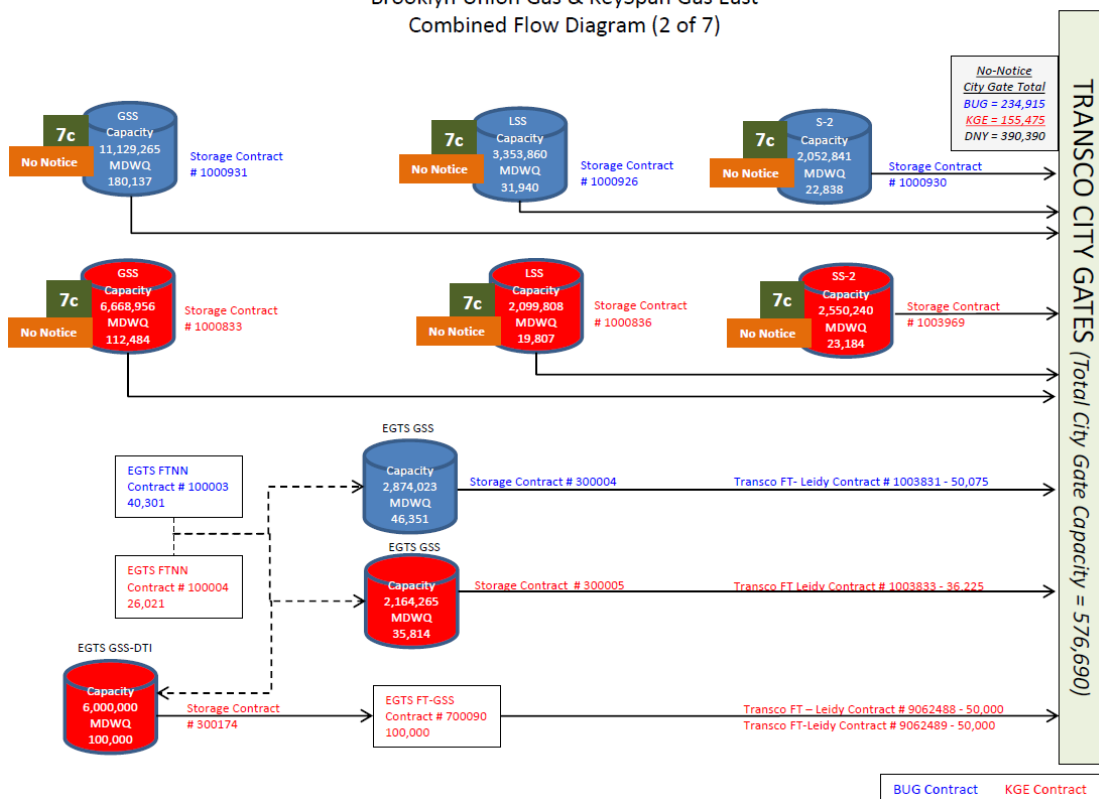 Brooklyn Union Gas & KeySpan Gas East
Combined Flow Diagram (2 of 7)
No-Notice
City Gate Total
BUG = 234,915
KGE = 155,475
DNY = 390,390
7c
No Notice
GSS
Capacity
11,129,265
MDWQ
180,137
Storage Contract
# 1000931
7c
No Notice
LSS
Capacity
3,353,860
MDWQ
31,940
Storage Contract
# 1000926
7c
No Notice
S-2
Capacity
2,052,841
MDWQ
22,838
Storage Contract
# 1000930
7c
No Notice
GSS
Capacity
6,668,956
MDWQ
112,484
Storage Contract
# 1000833
7c
No Notice
LSS
Capacity
2,099,808
MDWQ
19,807
Storage Contract
# 1000836
7c
No Notice
SS-2
Capacity
2,550,240
MDWQ
23,184
Storage Contract
# 1003969
EGTS FTNN
Contract # 100003
40,301
EGTS GSS
Capacity
2,874,023
MDWQ
46,351
Storage Contract # 300004
Transco FT- Leidy Contract # 1003831 - 50,075
EGTS FTNN
Contract # 100004
26,021
EGTS GSS
Capacity
2,164,265
MDWQ
35,814
Storage Contract # 300005
Transco FT Leidy Contract # 1003833 - 36,225
EGTS GSS-DTI
Capacity
6,000,000
MDWQ
100,000
Storage Contract
# 300174
EGTS FT-GSS
Contract # 700090
100,000
Transco FT – Leidy Contract # 9062488 - 50,000
Transco FT-Leidy Contract # 9062489 - 50,000
TRANSCO CITY GATES (Total City Gate Capacity = 576,690)
BUG Contract KGE Contract